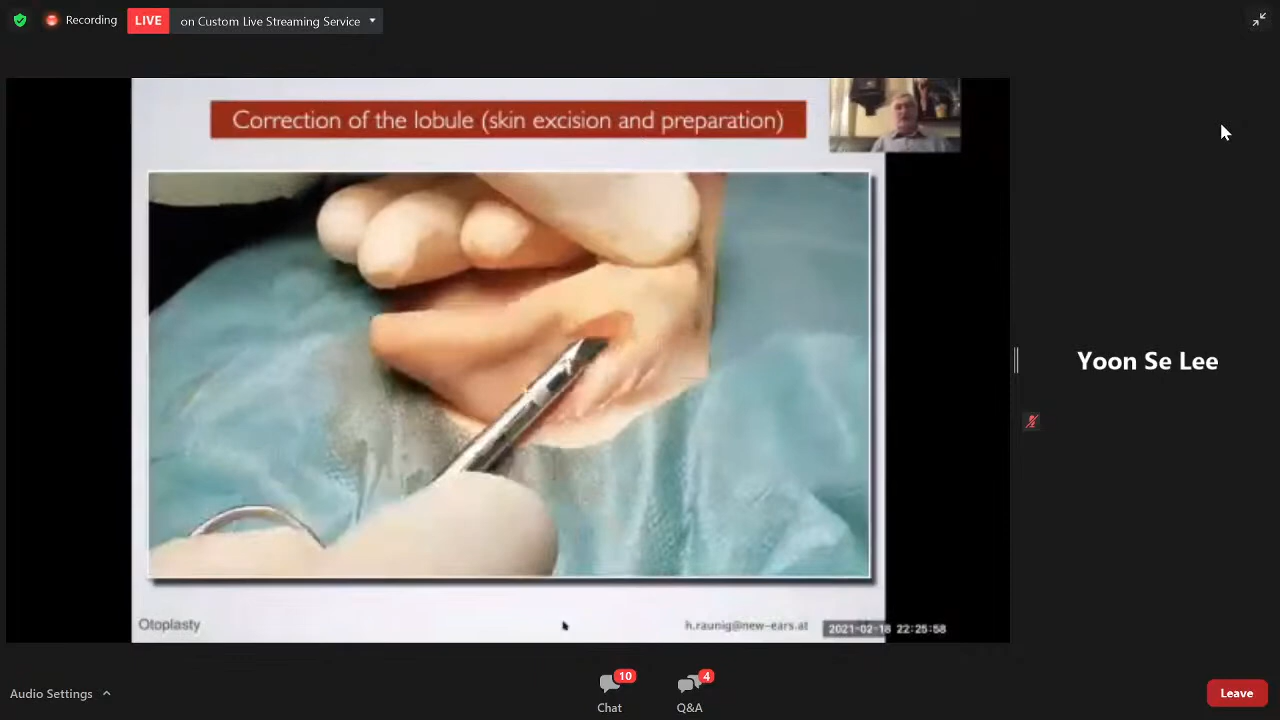 Recording
LIVE
on Custom Live Streaming Service
Correction of the lobule (skin excision and preparation)
Yoon Se Lee
Otoplasty
h.raunig@new-ears.at
2021-02-18 22:25:58
Audio Settings
10
Chat
4
Q&A
Leave